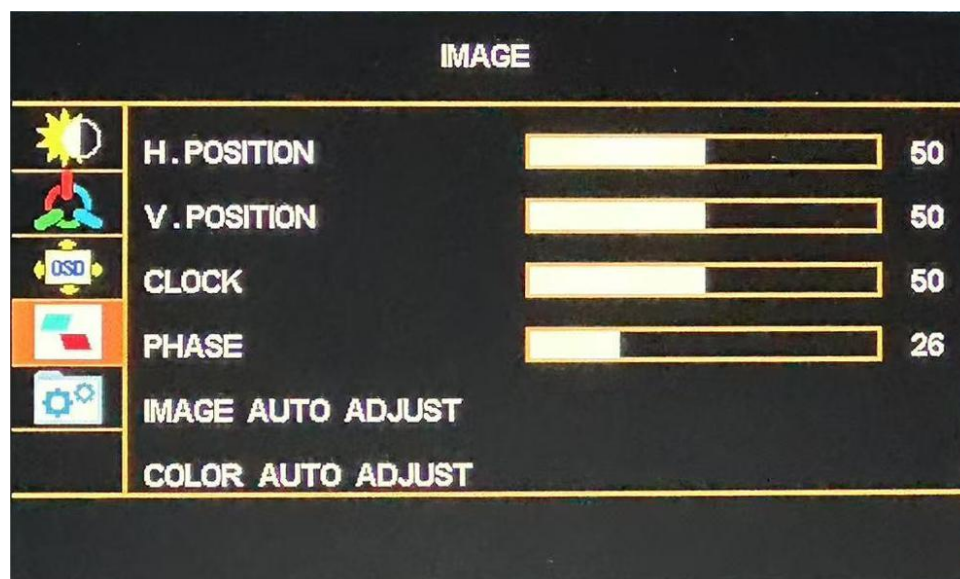 IMAGE
H.POSITION 50
V.POSITION 50
OSD
CLOCK 50
PHASE 26
IMAGE AUTO ADJUST
COLOR AUTO ADJUST